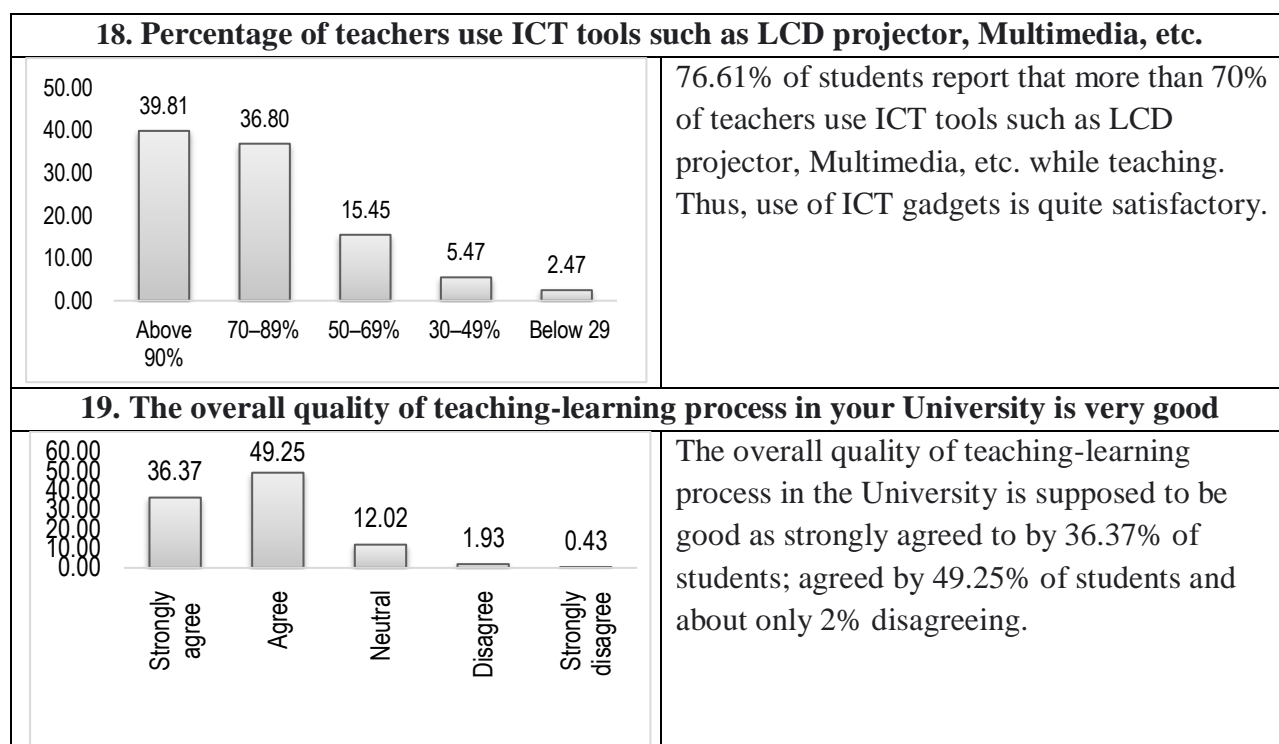 18. Percentage of teachers use ICT tools such as LCD projector, Multimedia, etc.
50.00
40.00
30.00
20.00
10.00
0.00
39.81
36.80
15.45
5.47
2.47
Above 90%
70–89%
50–69%
30–49%
Below 29
76.61% of students report that more than 70%
of teachers use ICT tools such as LCD
projector, Multimedia, etc. while teaching.
Thus, use of ICT gadgets is quite satisfactory.
19. The overall quality of teaching-learning process in your University is very good
60.00
50.00
40.00
30.00
20.00
10.00
0.00
36.37
49.25
12.02
1.93
0.43
Strongly agree
Agree
Neutral
Disagree
Strongly disagree
The overall quality of teaching-learning
process in the University is supposed to be
good as strongly agreed to by 36.37% of
students; agreed by 49.25% of students and
about only 2% disagreeing.